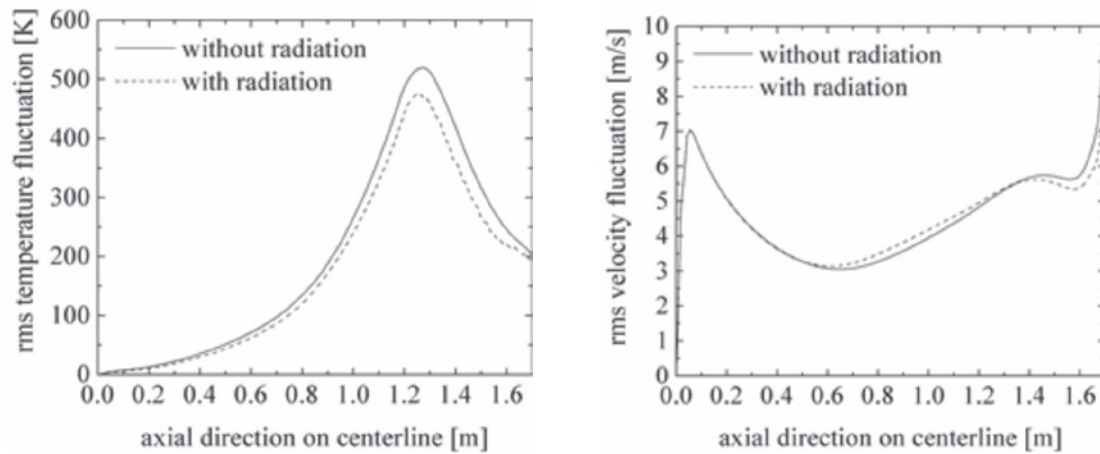 600
500
400
300
200
100
0
rms temperature fluctuation [K]
without radiation
with radiation
0.0 0.2 0.4 0.6 0.8 1.0 1.2 1.4 1.6
axial direction on centerline [m]
10
9
8
7
6
5
4
3
2
1
0
rms velocity fluctuation [m/s]
without radiation
with radiation
0.0 0.2 0.4 0.6 0.8 1.0 1.2 1.4 1.6
axial direction on centerline [m]